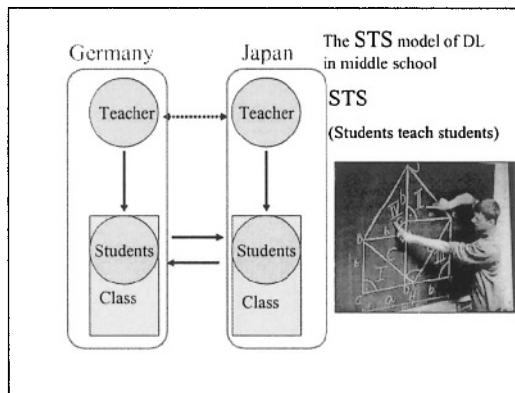 Germany
Japan
The STS model of DL
in middle school
Teacher
Teacher
STS
(Students teach students)
Students
Students
Class
Class